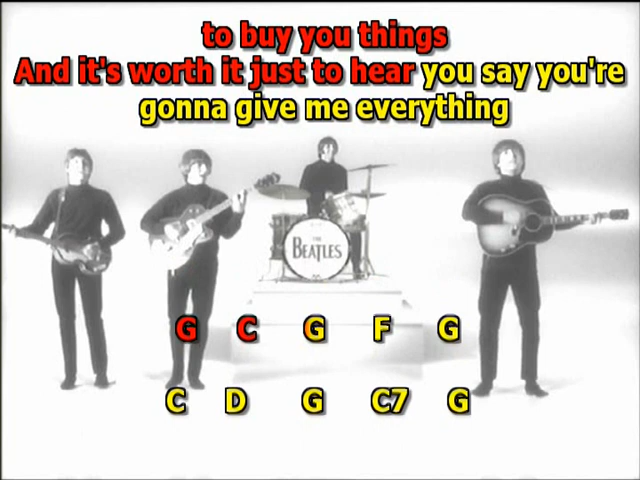 to buy you things
And it's worth it just to hear you say you're
gonna give me everything
THE
BEATLES
G C G F G
C D G C7 G